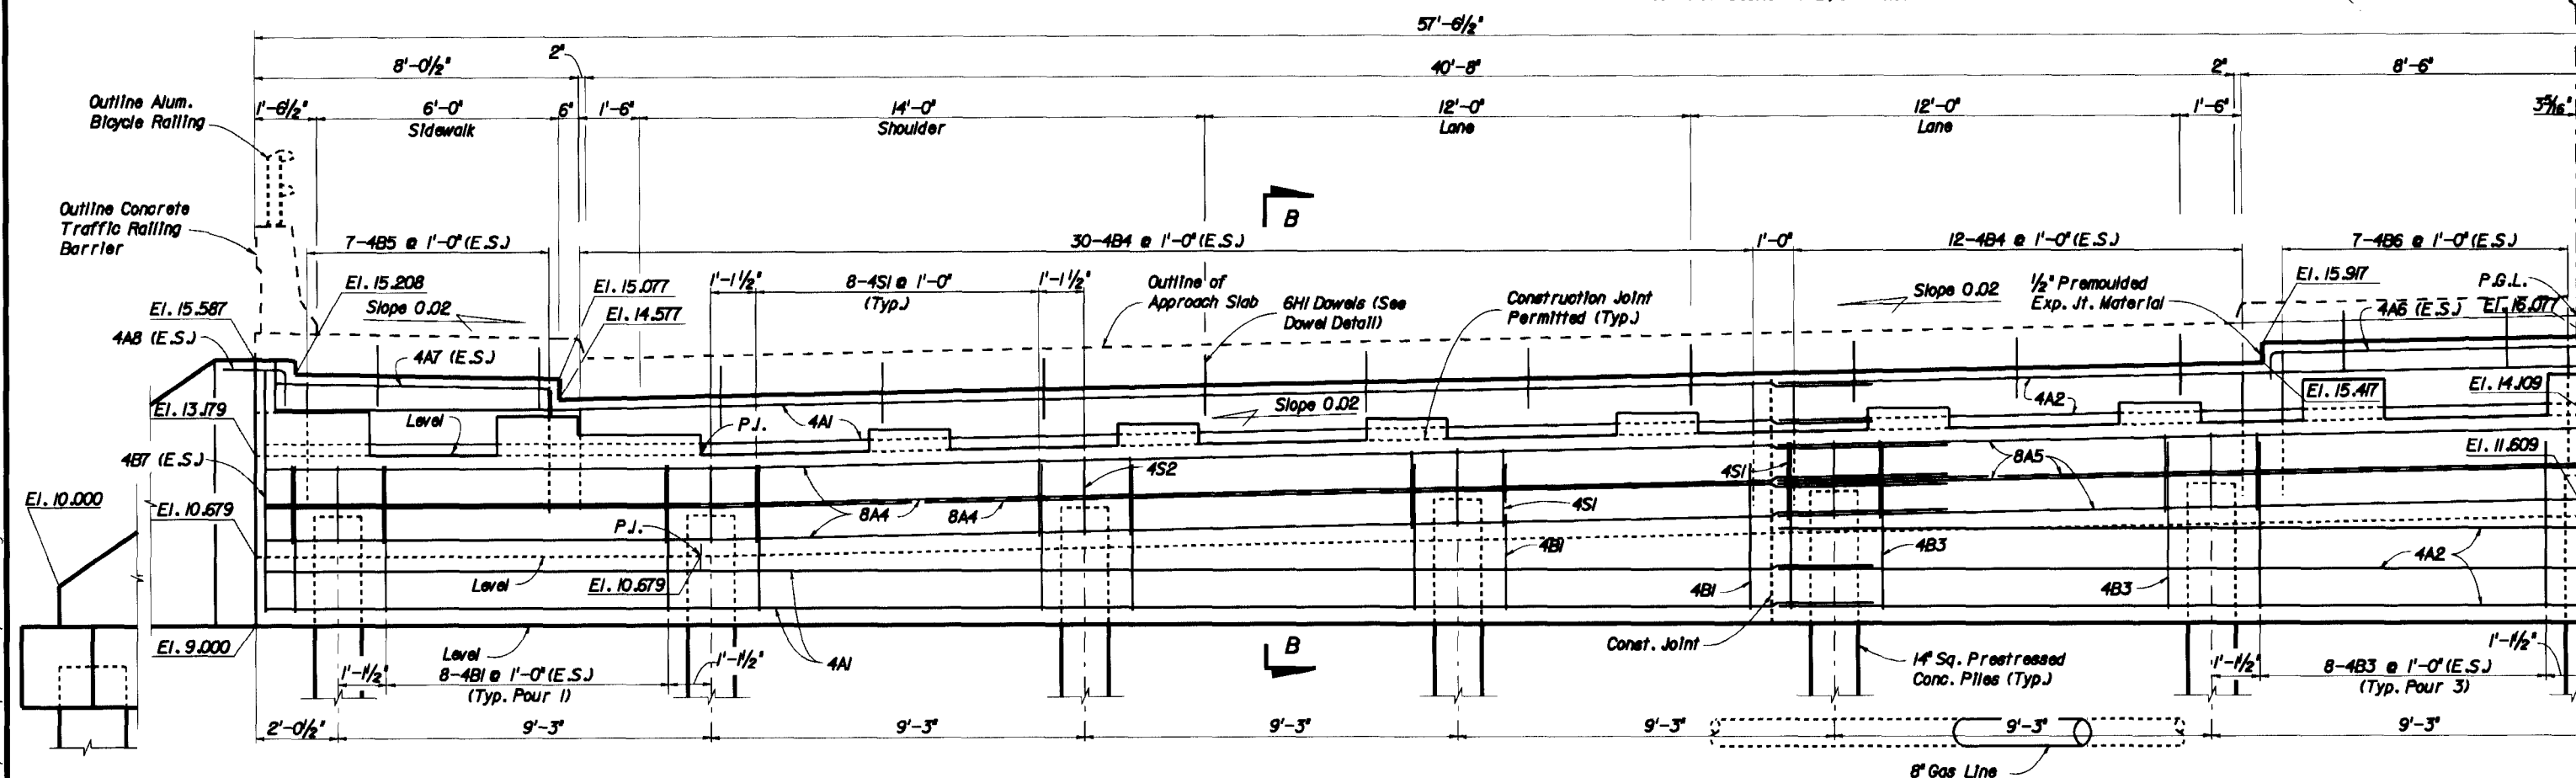 57'-6½"
8'-0½"
2"
40'-8"
2"
8'-6"
Outline Alum.
Bicycle Railing
1'-6½"
6'-0"
Sidewalk
6"
1'-6"
14'-0"
Shoulder
12'-0"
Lane
12'-0"
Lane
1'-6"
3⁵⁄₁₆"
Outline Concrete
Traffic Railing
Barrier
B
7-4B5 @ 1'-0" (E.S.)
30-4B4 @ 1'-0" (E.S.)
1'-0"
12-4B4 @ 1'-0" (E.S.)
7-4B6 @ 1'-0" (E.S.)
El. 15.208
El. 15.077
1'-1½"
8-4S1 @ 1'-0"
(Typ.)
1'-1½"
Outline of
Approach Slab
6H1 Dowels (See
Dowel Detail)
Construction Joint
Permitted (Typ.)
Slope 0.02
½" Premoulded
Exp. Jt. Material
El. 15.917
P.G.L.
El. 16.077
El. 15.587
Slope 0.02
El. 14.577
4A8 (E.S.)
4A7 (E.S.)
4A6 (E.S.)
El. 13.179
Level
4A1
P.I.
Slope 0.02
4A2
El. 15.417
El. 14.109
4B7 (E.S.)
4S2
4S1
8A5
El. 11.609
El. 10.000
El. 10.679
8A4
8A4
4S1
P.I.
Level
El. 10.679
4B1
4B1
4B3
4B3
4A2
El. 9.000
Level
4A1
B
Const. Joint
14" Sq. Prestressed
Conc. Piles (Typ.)
1'-1½"
8-4B1 @ 1'-0" (E.S.)
(Typ. Pour 1)
1'-1½"
1'-1½"
8-4B3 @ 1'-0" (E.S.)
(Typ. Pour 3)
1'-1½"
2'-0½"
9'-3"
9'-3"
9'-3"
9'-3"
9'-3"
9'-3"
8" Gas Line